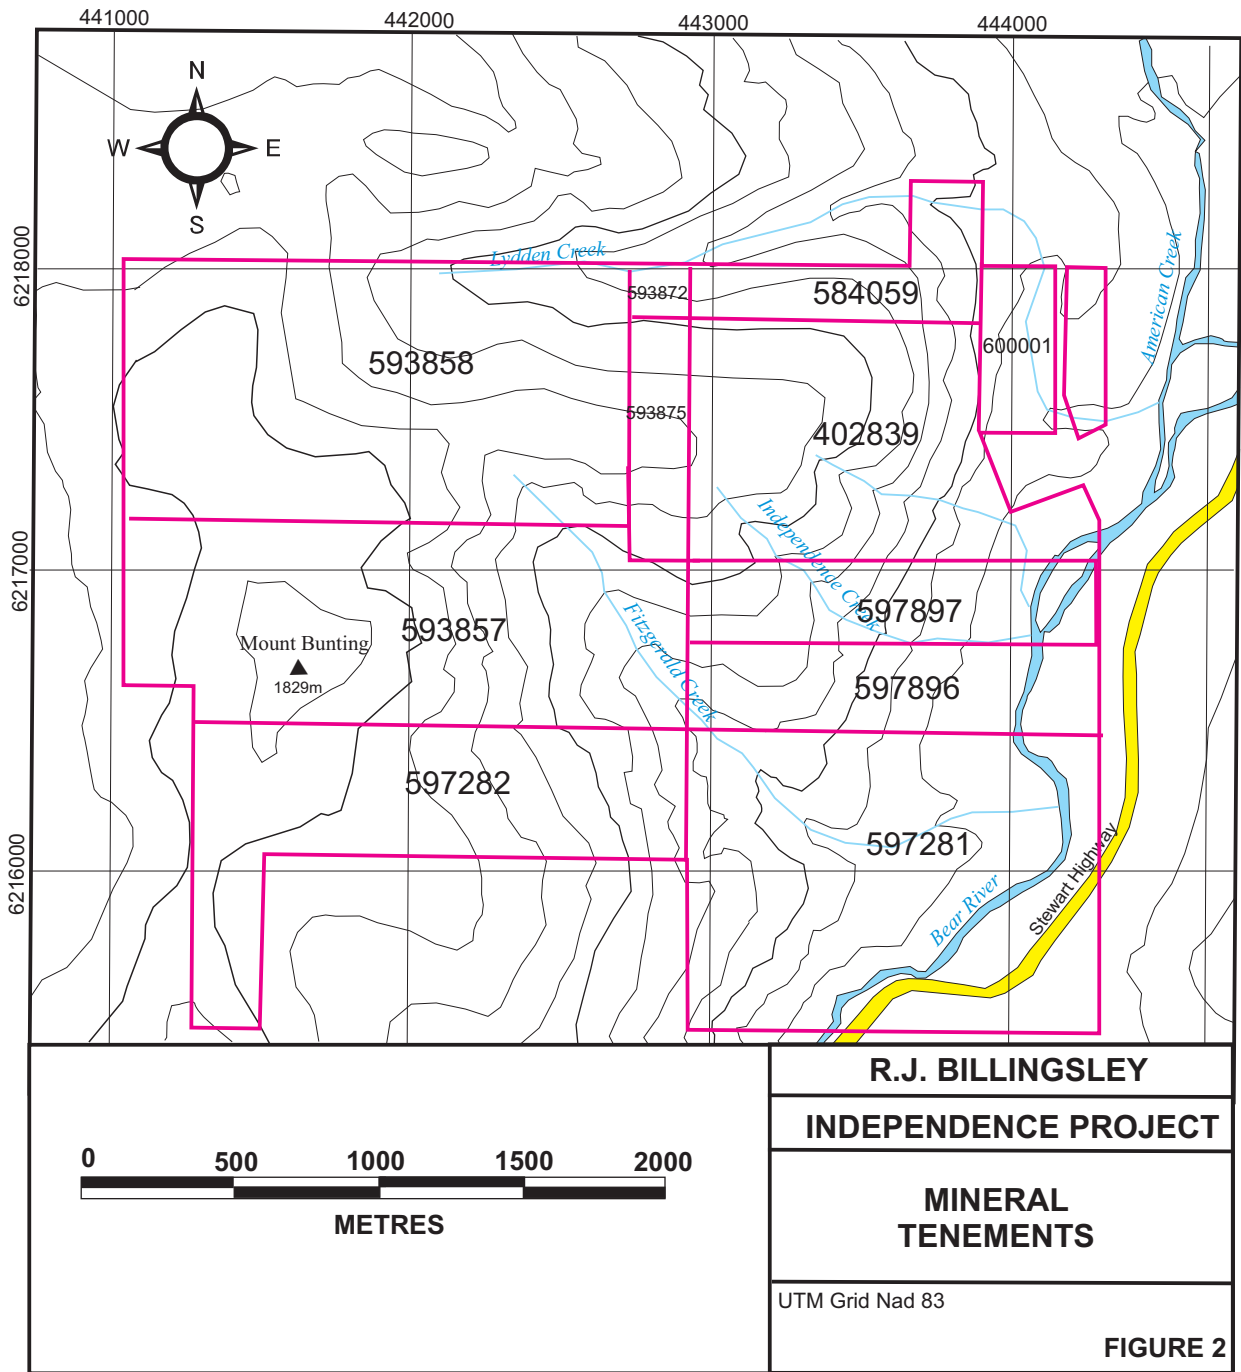 441000
442000
443000
444000
N
W
E
S
6218000
6217000
6216000
Lydden Creek
American Creek
593872
584059
600001
593858
593875
402839
Independence Creek
597897
Fitzgerald Creek
593857
Mount Bunting
1829m
597896
597282
597281
Bear River
Stewart Highway
0 500 1000 1500 2000
METRES
R.J. BILLINGSLEY
INDEPENDENCE PROJECT
MINERAL
TENEMENTS
UTM Grid Nad 83
FIGURE 2